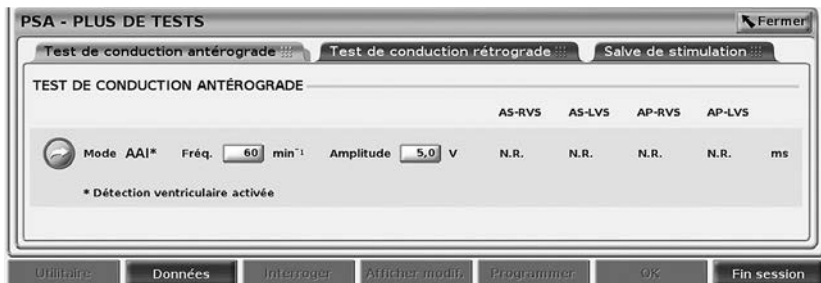 PSA - PLUS DE TESTS
Fermer
Test de conduction antérograde
Test de conduction rétrograde
Salve de stimulation
TEST DE CONDUCTION ANTÉROGRADE
AS-RVS AS-LVS AP-RVS AP-LVS
Mode AAI* Fréq. 60 min⁻¹ Amplitude 5,0 V N.R. N.R. N.R. N.R. ms
* Détection ventriculaire activée
Utilitaire Données Interroger Afficher modif. Programmer OK Fin session